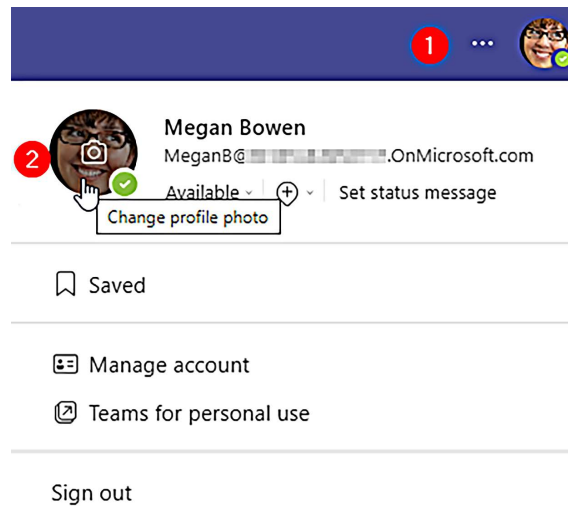 1 ...
Megan Bowen
2
MeganB@ .OnMicrosoft.com
Available Set status message
Change profile photo
Saved
Manage account
Teams for personal use
Sign out